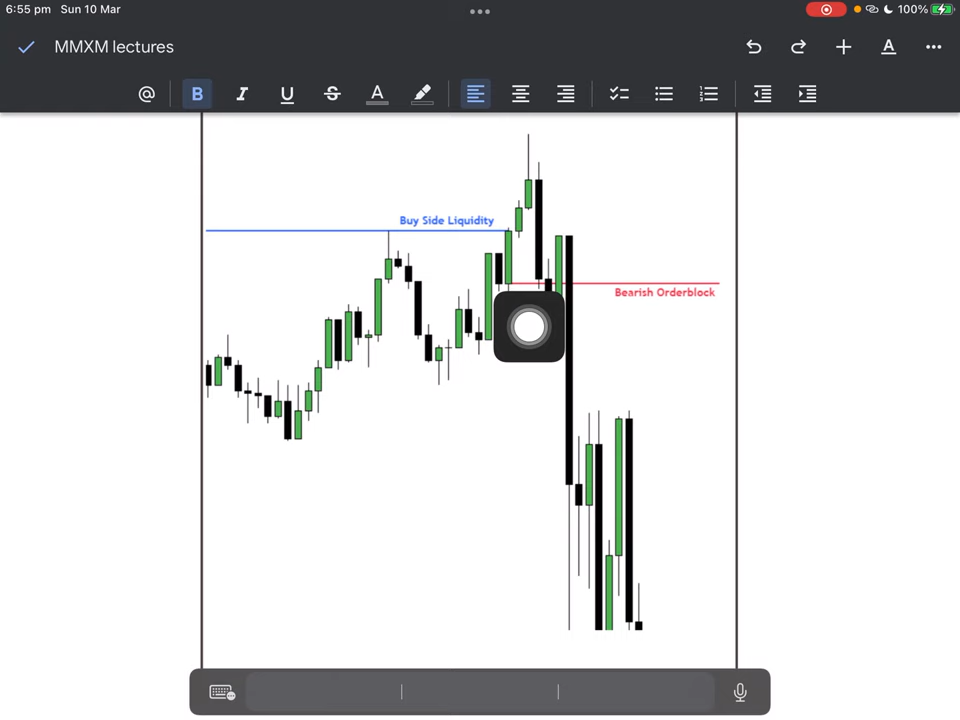 6:55 pm Sun 10 Mar 100%
MMXM lectures A
@ B I U S A
Buy Side Liquidity
Bearish Orderblock